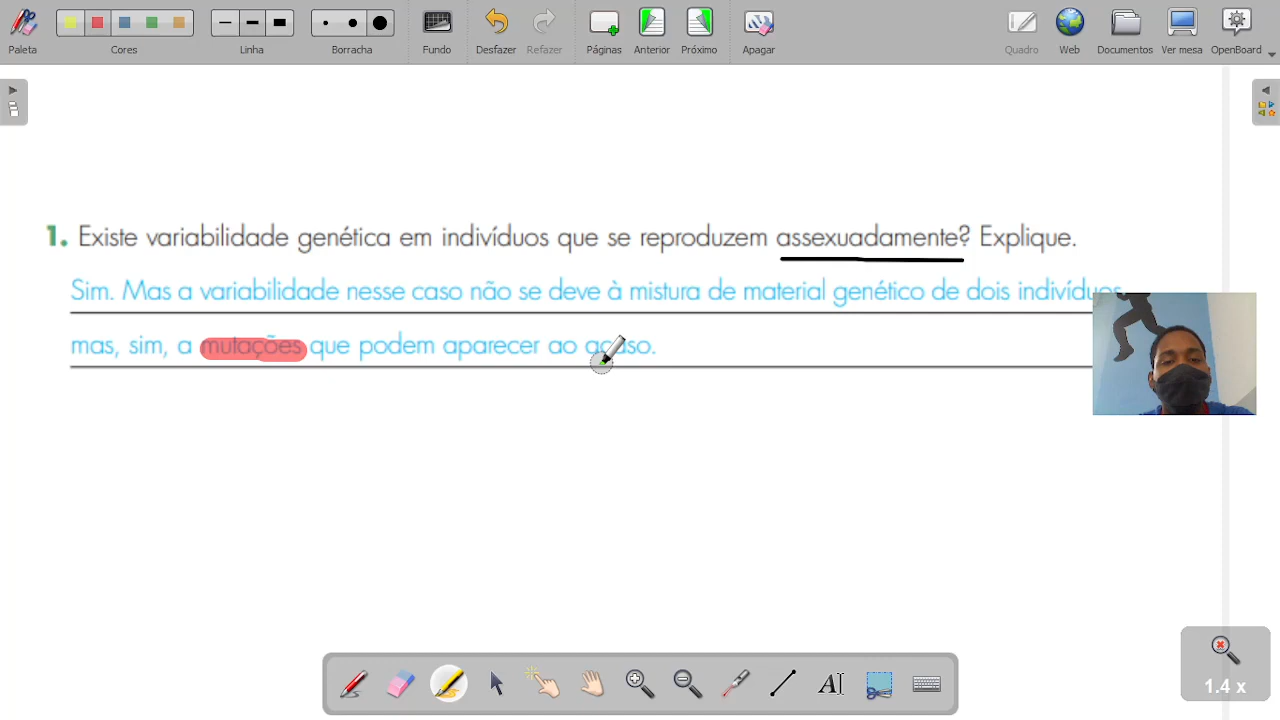 Paleta
Cores
Linha
Borracha
Fundo
Desfazer
Refazer
Páginas
Anterior
Próximo
Apagar
Quadro
Web
Documentos
Ver mesa
OpenBoard
1. Existe variabilidade genética em indivíduos que se reproduzem assexuadamente? Explique.
Sim. Mas a variabilidade nesse caso não se deve à mistura de material genético de dois indivíduos,
mas, sim, a mutações que podem aparecer ao acaso.
AI
1.4 x